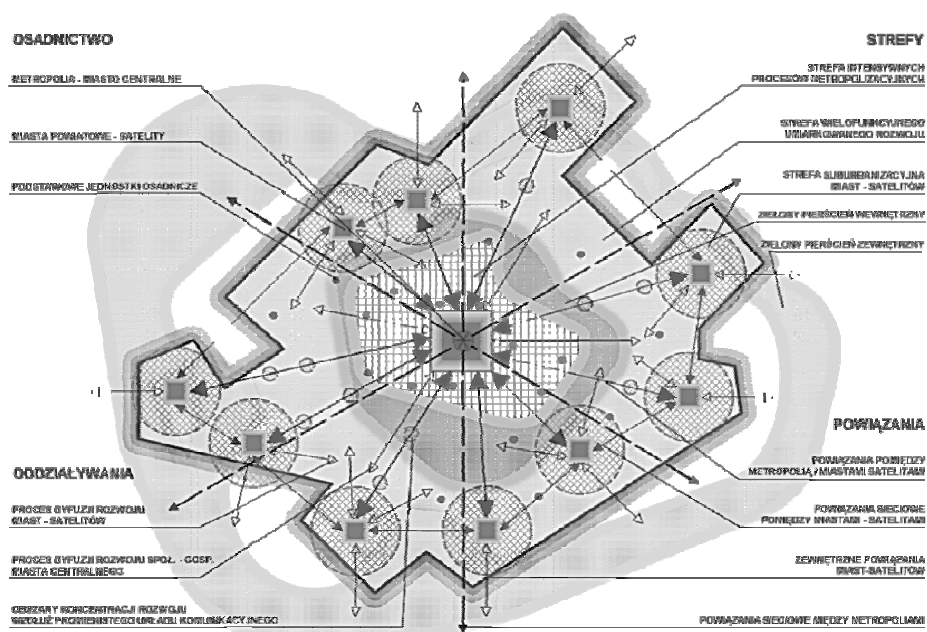 OSADNICTWO
METROPOLIA - MIASTO CENTRALNE
MIASTA POWIATOWE - SATELITY
PODSTAWOWE JEDNOSTKI OSADNICZE
ODDZIAŁYWANIA
PROCES DYFUZJI ROZWOJU
MIAST - SATELITÓW
PROCES DYFUZJI ROZWOJU SPOŁ. - GOSP.
MIASTA CENTRALNEGO
OBSZARY KONCENTRACJI ROZWOJU
WZDŁUŻ PROMIENISTEGO UKŁADU KOMUNIKACYJNEGO
STREFY
STREFA INTENSYWNYCH
PROCESÓW METROPOLIZACYJNYCH
STREFA WIELOFUNKCYJNEGO
UMIARKOWANEGO ROZWOJU
STREFA SUBURBANIZACYJNA
MIAST - SATELITÓW
ZIELONY PIERŚCIEŃ WEWNĘTRZNY
ZIELONY PIERŚCIEŃ ZEWNĘTRZNY
POWIĄZANIA
POWIĄZANIA POMIĘDZY
METROPOLIĄ / MIASTAMI SATELITAMI
POWIĄZANIA SIECIOWE
POMIĘDZY MIASTAMI - SATELITAMI
ZEWNĘTRZNE POWIĄZANIA
MIAST-SATELITÓW
POWIĄZANIA SIECIOWE MIĘDZY METROPOLIAMI